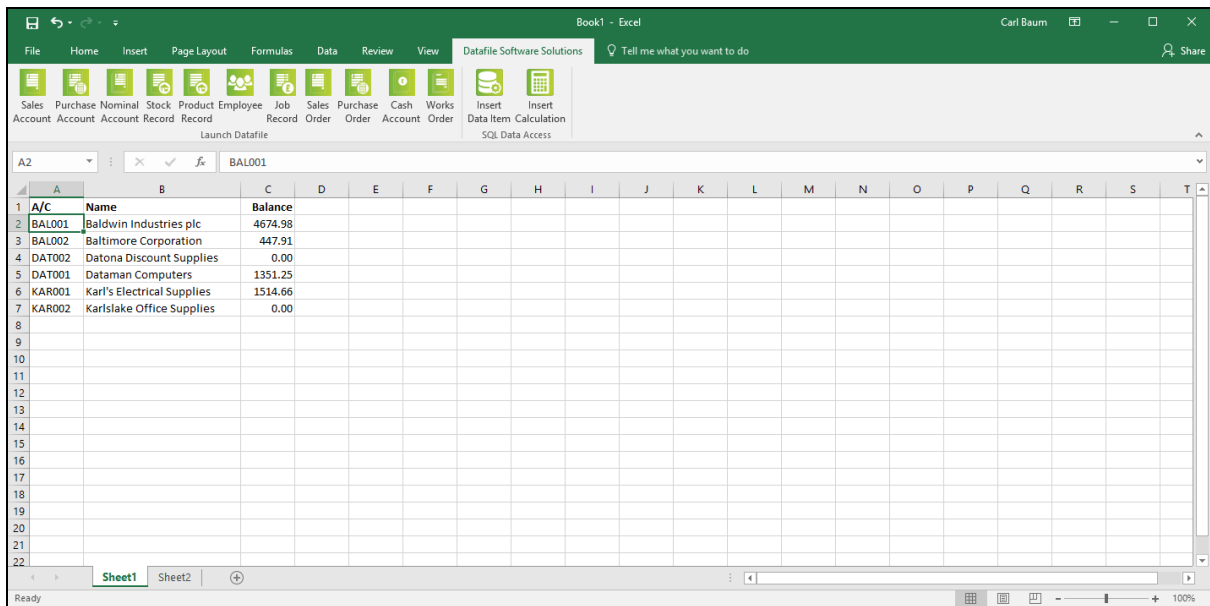 Book1 - Excel Carl Baum
File Home Insert Page Layout Formulas Data Review View Datafile Software Solutions Tell me what you want to do Share
Sales Purchase Nominal Stock Product Employee Job Sales Purchase Cash Works Insert Insert
Account Account Account Record Record Record Order Order Account Order Data Item Calculation
Launch Datafile SQL Data Access
A2 fx BAL001
A B C D E F G H I J K L M N O P Q R S T
1 A/C Name Balance
2 BAL001 Baldwin Industries plc 4674.98
3 BAL002 Baltimore Corporation 447.91
4 DAT002 Datona Discount Supplies 0.00
5 DAT001 Dataman Computers 1351.25
6 KAR001 Karl's Electrical Supplies 1514.66
7 KAR002 Karlslake Office Supplies 0.00
8
9
10
11
12
13
14
15
16
17
18
19
20
21
22
Sheet1 Sheet2
Ready 100%